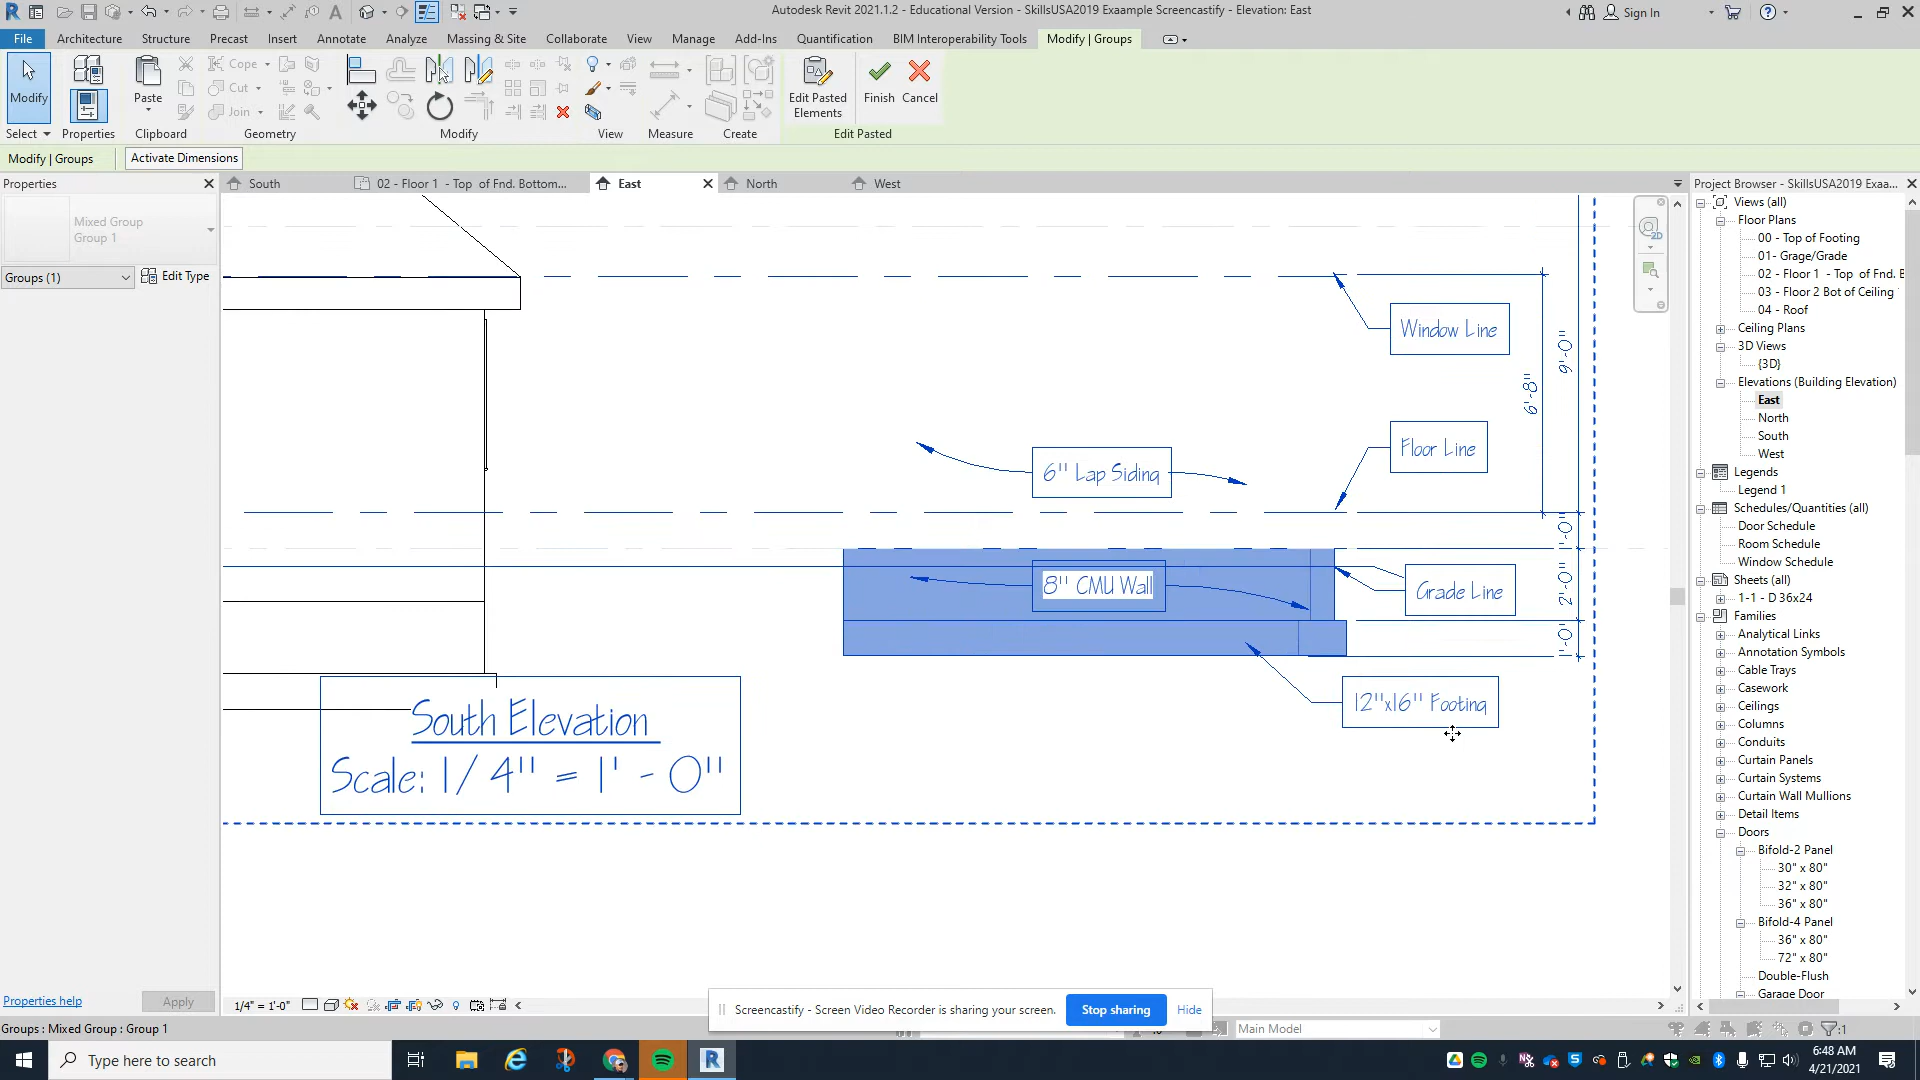 Autodesk Revit 2021.1.2 - Educational Version - SkillsUSA2019 Exaample Screencastify - Elevation: East
Sign In
File
Architecture
Structure
Precast
Insert
Annotate
Analyze
Massing & Site
Collaborate
View
Manage
Add-Ins
Quantification
BIM Interoperability Tools
Modify | Groups
Modify
Paste
Cope
Cut
Join
Edit Pasted
Elements
Finish
Cancel
Select
Properties
Clipboard
Geometry
Modify
View
Measure
Create
Edit Pasted
Modify | Groups
Activate Dimensions
Properties
Mixed Group
Group 1
Groups (1)
Edit Type
Properties help
Apply
South
02 - Floor 1 - Top of Fnd. Bottom...
East
North
West
2D
Window Line
9'-0"
6'-8"
Floor Line
6" Lap Siding
1'-0"
8" CMU Wall
Grade Line
2'-0"
1'-0"
12"x16" Footing
South Elevation
Scale: 1/4" = 1' - 0"
Project Browser - SkillsUSA2019 Exaa...
Views (all)
Floor Plans
00 - Top of Footing
01- Grage/Grade
02 - Floor 1 - Top of Fnd. B
03 - Floor 2 Bot of Ceiling
04 - Roof
Ceiling Plans
3D Views
{3D}
Elevations (Building Elevation)
East
North
South
West
Legends
Legend 1
Schedules/Quantities (all)
Door Schedule
Room Schedule
Window Schedule
Sheets (all)
1-1 - D 36x24
Families
Analytical Links
Annotation Symbols
Cable Trays
Casework
Ceilings
Columns
Conduits
Curtain Panels
Curtain Systems
Curtain Wall Mullions
Detail Items
Doors
Bifold-2 Panel
30" x 80"
32" x 80"
36" x 80"
Bifold-4 Panel
36" x 80"
72" x 80"
Double-Flush
Garage Door
1/4" = 1'-0"
Screencastify - Screen Video Recorder is sharing your screen.
Stop sharing
Hide
Groups : Mixed Group : Group 1
Main Model
:1
Type here to search
6:48 AM
4/21/2021